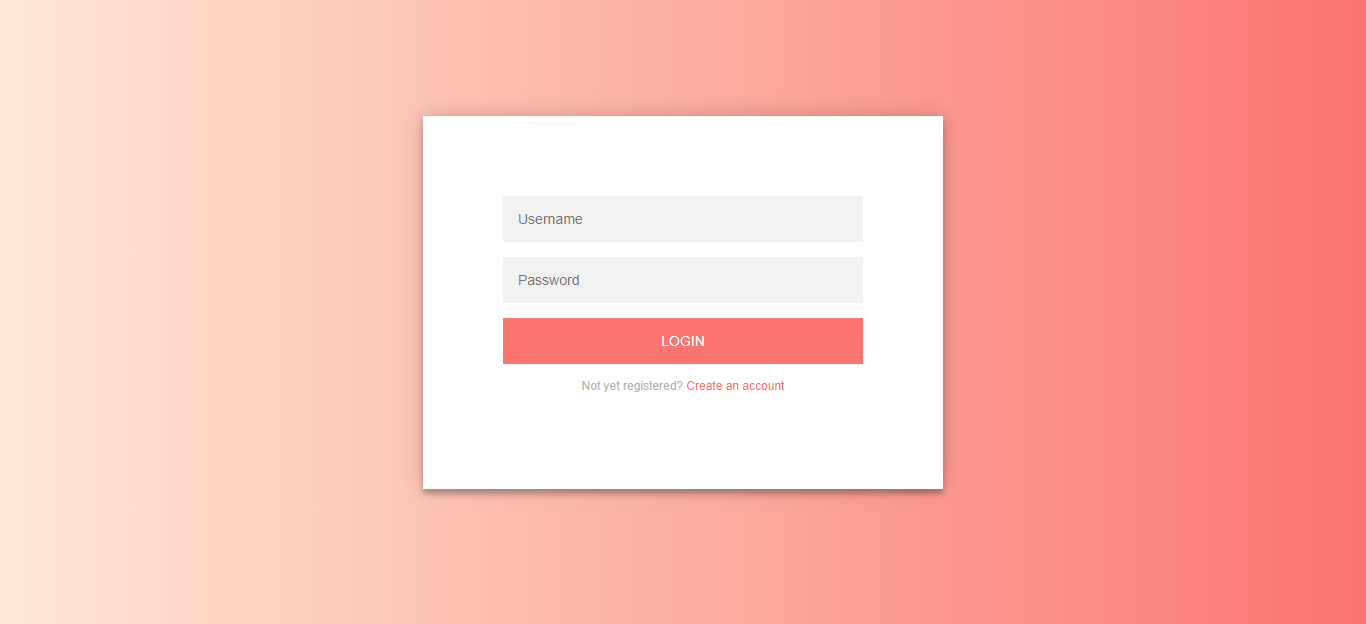 Username
Password
LOGIN
Not yet registered? Create an account